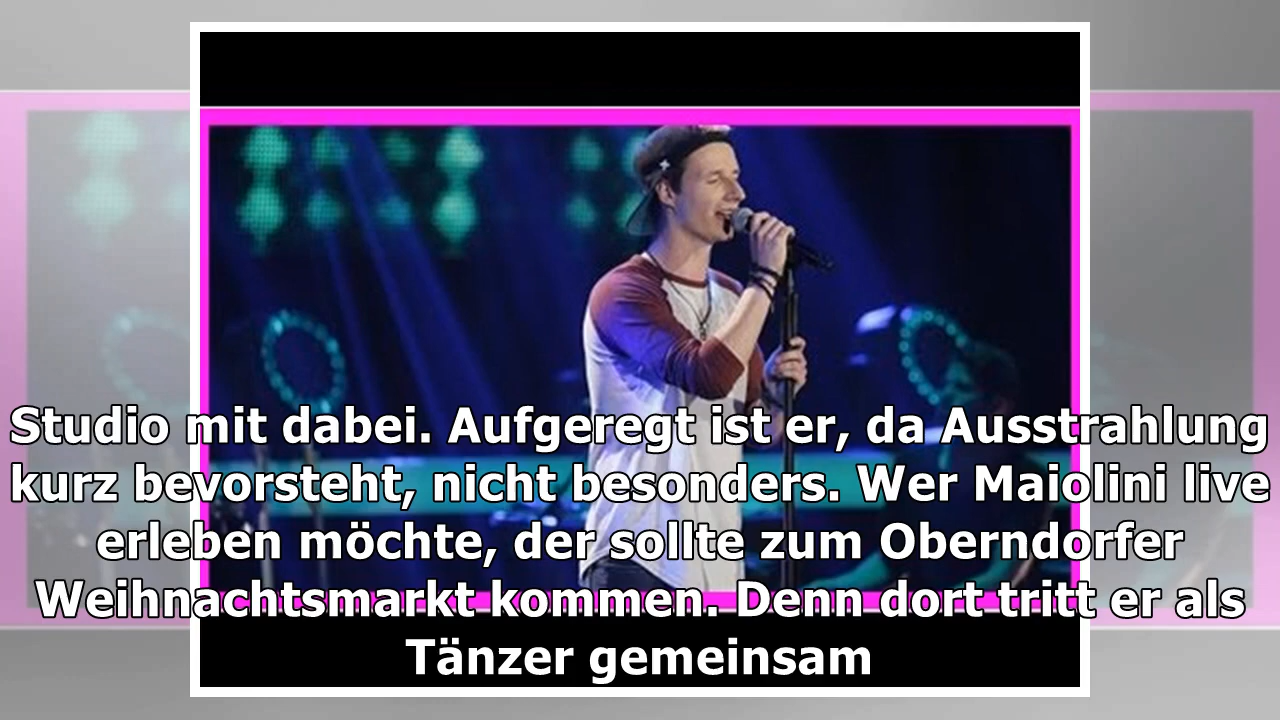 Studio mit dabei. Aufgeregt ist er, da Ausstrahlung
kurz bevorsteht, nicht besonders. Wer Maiolini live
erleben möchte, der sollte zum Oberndorfer
Weihnachtsmarkt kommen. Denn dort tritt er als
Tänzer gemeinsam